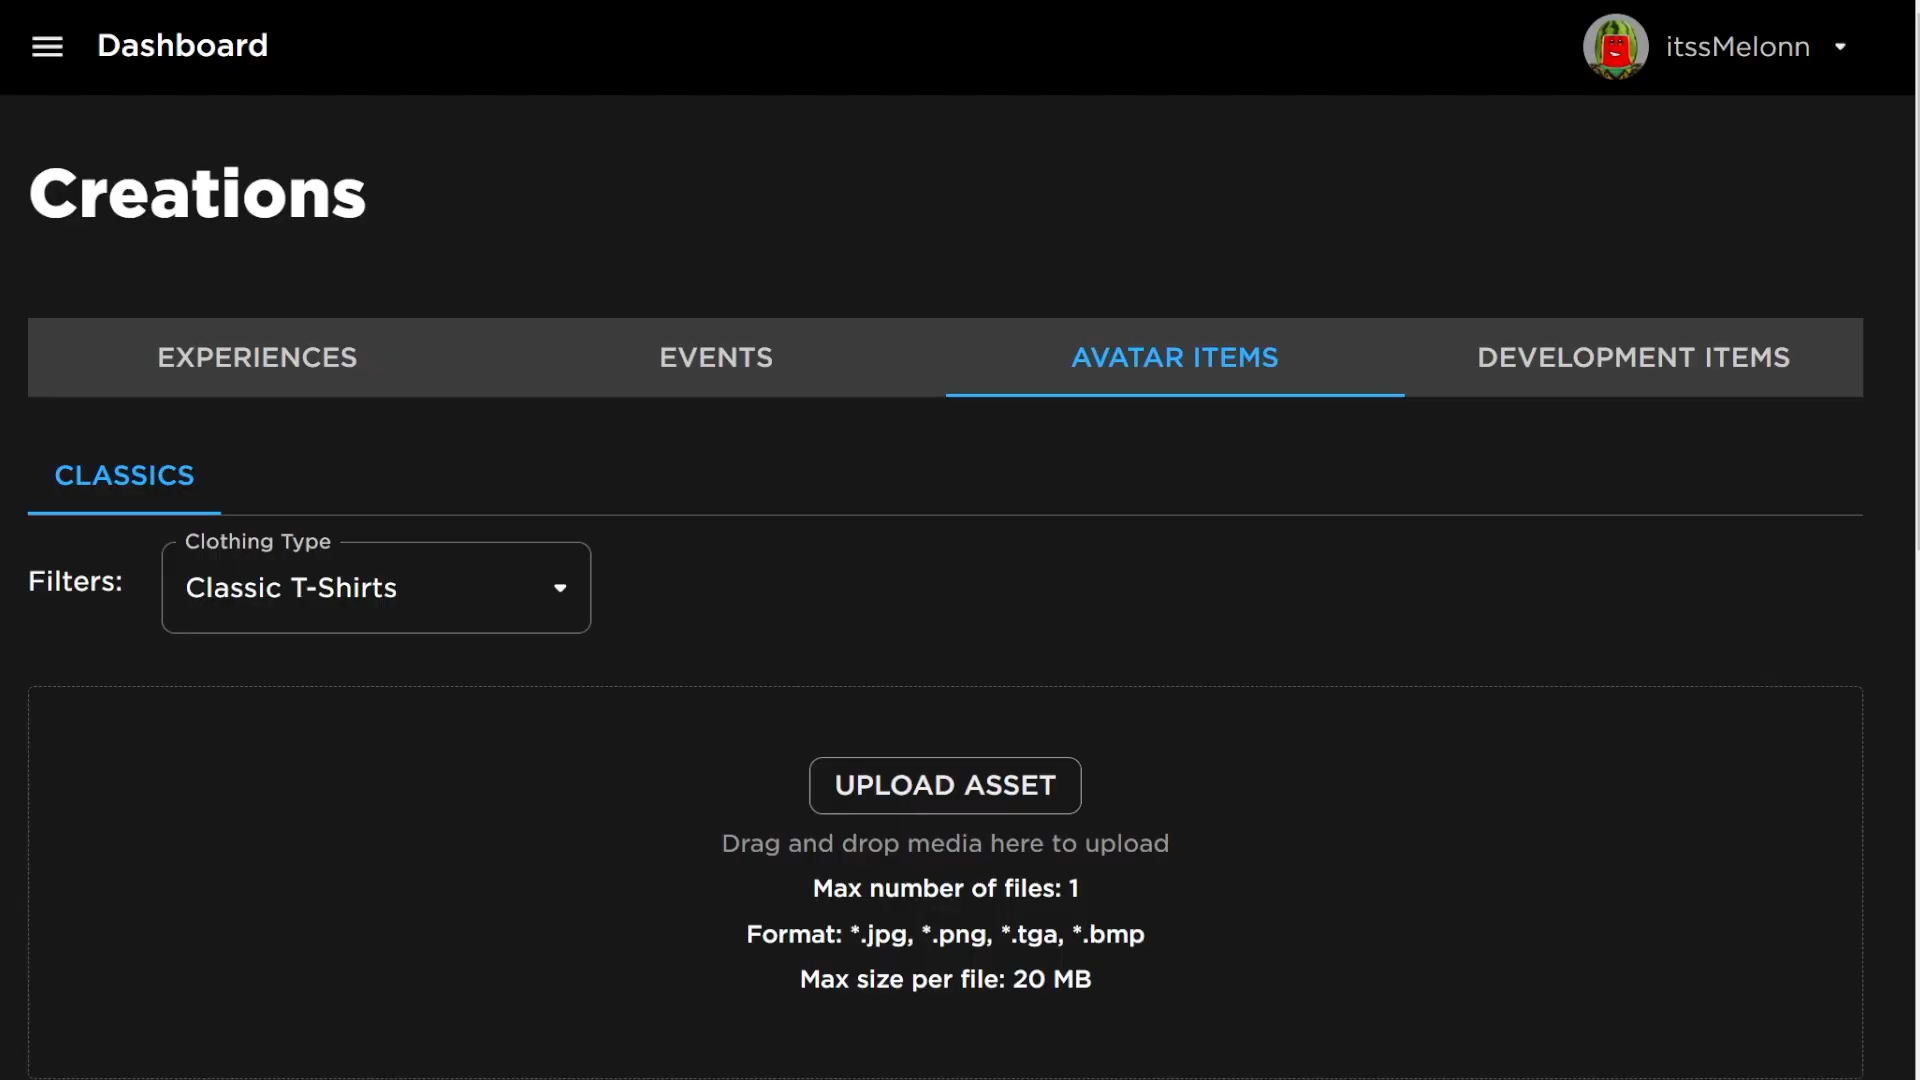 Dashboard
itssMelonn
Creations
EXPERIENCES
EVENTS
AVATAR ITEMS
DEVELOPMENT ITEMS
CLASSICS
Filters:
Clothing Type
Classic T-Shirts
UPLOAD ASSET
Drag and drop media here to upload
Max number of files: 1
Format: *.jpg, *.png, *.tga, *.bmp
Max size per file: 20 MB